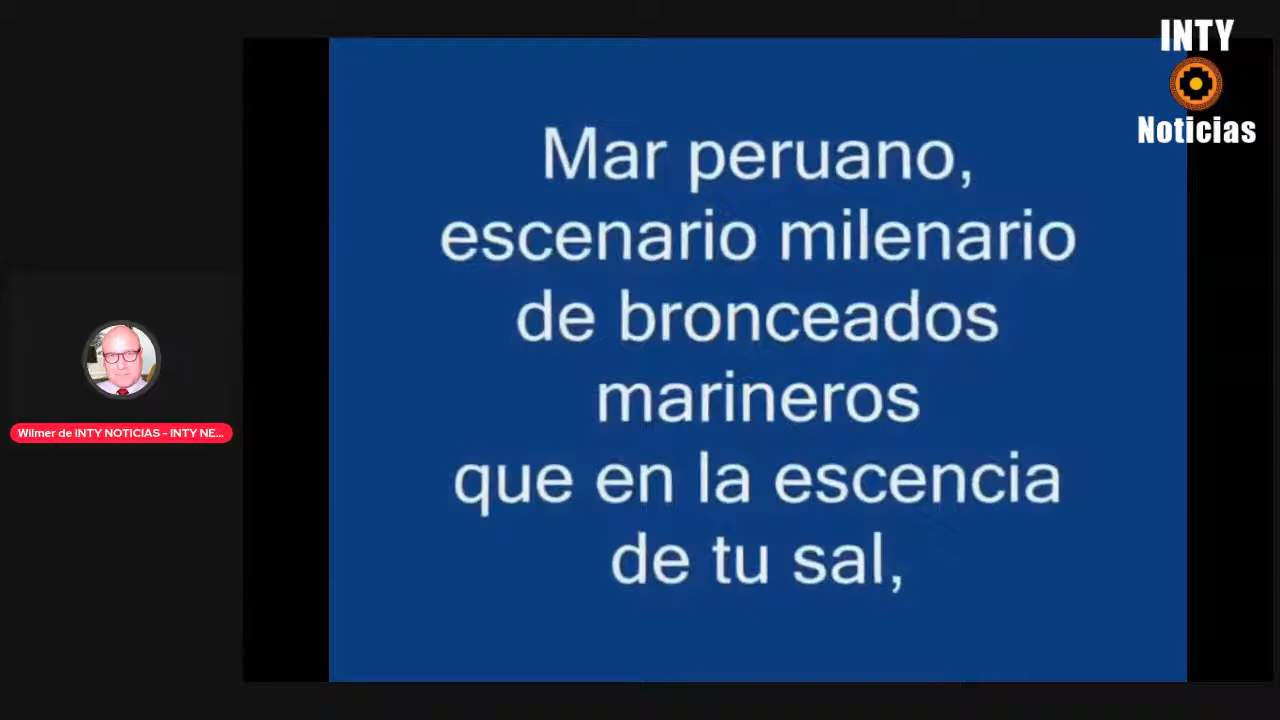 INTY
Noticias
Mar peruano,
escenario milenario
de bronceados
marineros
que en la escencia
de tu sal,
Wilmer de INTY NOTICIAS - INTY NE...